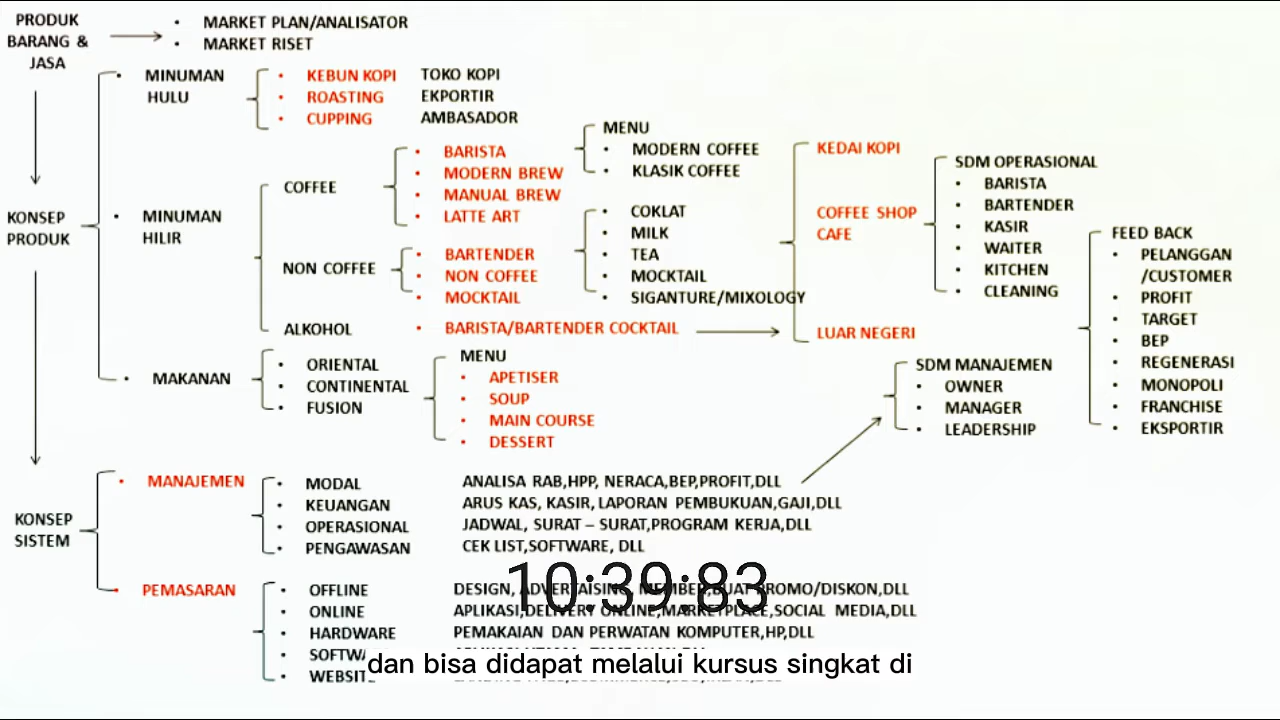 PRODUK
BARANG &
JASA
• MARKET PLAN/ANALISATOR
• MARKET RISET
KONSEP
PRODUK
• MINUMAN
HULU
• KEBUN KOPI TOKO KOPI
• ROASTING EKPORTIR
• CUPPING AMBASADOR
• MINUMAN
HILIR
COFFEE
• BARISTA
• MODERN BREW
• MANUAL BREW
• LATTE ART
MENU
• MODERN COFFEE
• KLASIK COFFEE
NON COFFEE
• BARTENDER
• NON COFFEE
• MOCKTAIL
• COKLAT
• MILK
• TEA
• MOCKTAIL
• SIGANTURE/MIXOLOGY
ALKOHOL
• BARISTA/BARTENDER COCKTAIL
KEDAI KOPI
COFFEE SHOP
CAFE
LUAR NEGERI
SDM OPERASIONAL
• BARISTA
• BARTENDER
• KASIR
• WAITER
• KITCHEN
• CLEANING
FEED BACK
• PELANGGAN
/CUSTOMER
• PROFIT
• TARGET
• BEP
• REGENERASI
• MONOPOLI
• FRANCHISE
• EKSPORTIR
• MAKANAN
• ORIENTAL
• CONTINENTAL
• FUSION
MENU
• APETISER
• SOUP
• MAIN COURSE
• DESSERT
SDM MANAJEMEN
• OWNER
• MANAGER
• LEADERSHIP
KONSEP
SISTEM
• MANAJEMEN
• MODAL ANALISA RAB,HPP, NERACA,BEP,PROFIT,DLL
• KEUANGAN ARUS KAS, KASIR, LAPORAN PEMBUKUAN,GAJI,DLL
• OPERASIONAL JADWAL, SURAT – SURAT,PROGRAM KERJA,DLL
• PENGAWASAN CEK LIST,SOFTWARE, DLL
• PEMASARAN
• OFFLINE DESIGN, ADVERTAISING, MEMBER,BUAT PROMO/DISKON,DLL
• ONLINE APLIKASI,DELIVERY ONLINE,MARKETPLACE,SOCIAL MEDIA,DLL
• HARDWARE PEMAKAIAN DAN PERWATAN KOMPUTER,HP,DLL
• WEBSITE
10:39:83
dan bisa didapat melalui kursus singkat di